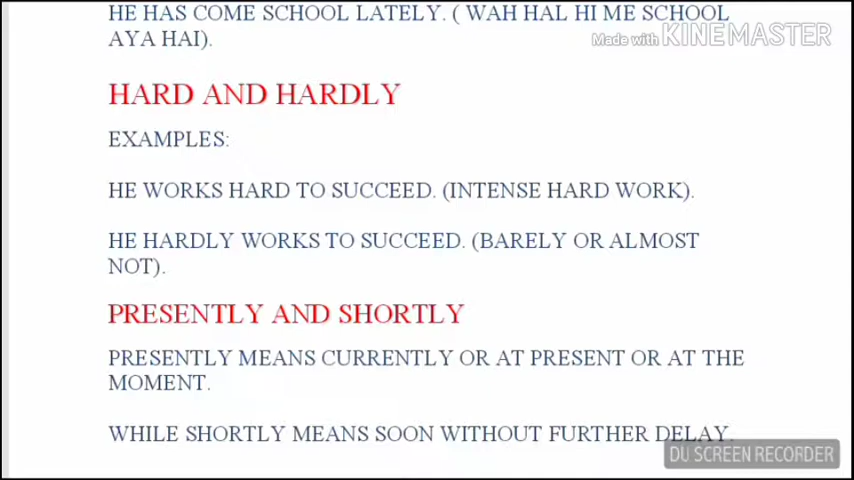 HE HAS COME SCHOOL LATELY. ( WAH HAL HI ME SCHOOL
AYA HAI).
Made with KINEMASTER
HARD AND HARDLY
EXAMPLES:
HE WORKS HARD TO SUCCEED. (INTENSE HARD WORK).
HE HARDLY WORKS TO SUCCEED. (BARELY OR ALMOST
NOT).
PRESENTLY AND SHORTLY
PRESENTLY MEANS CURRENTLY OR AT PRESENT OR AT THE
MOMENT.
WHILE SHORTLY MEANS SOON WITHOUT FURTHER DELAY.
DU SCREEN RECORDER